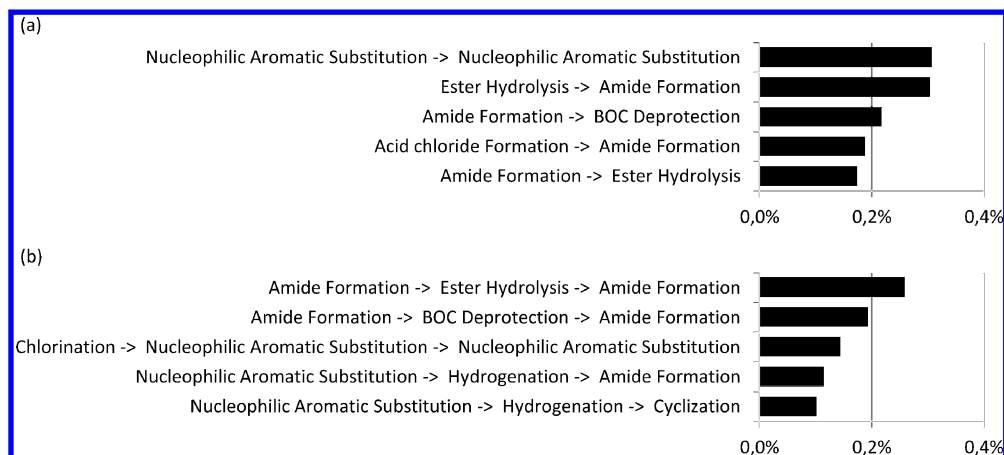 (a)
Nucleophilic Aromatic Substitution -> Nucleophilic Aromatic Substitution
Ester Hydrolysis -> Amide Formation
Amide Formation -> BOC Deprotection
Acid chloride Formation -> Amide Formation
Amide Formation -> Ester Hydrolysis
0,0% 0,2% 0,4%
(b)
Amide Formation -> Ester Hydrolysis -> Amide Formation
Amide Formation -> BOC Deprotection -> Amide Formation
Chlorination -> Nucleophilic Aromatic Substitution -> Nucleophilic Aromatic Substitution
Nucleophilic Aromatic Substitution -> Hydrogenation -> Amide Formation
Nucleophilic Aromatic Substitution -> Hydrogenation -> Cyclization
0,0% 0,2% 0,4%